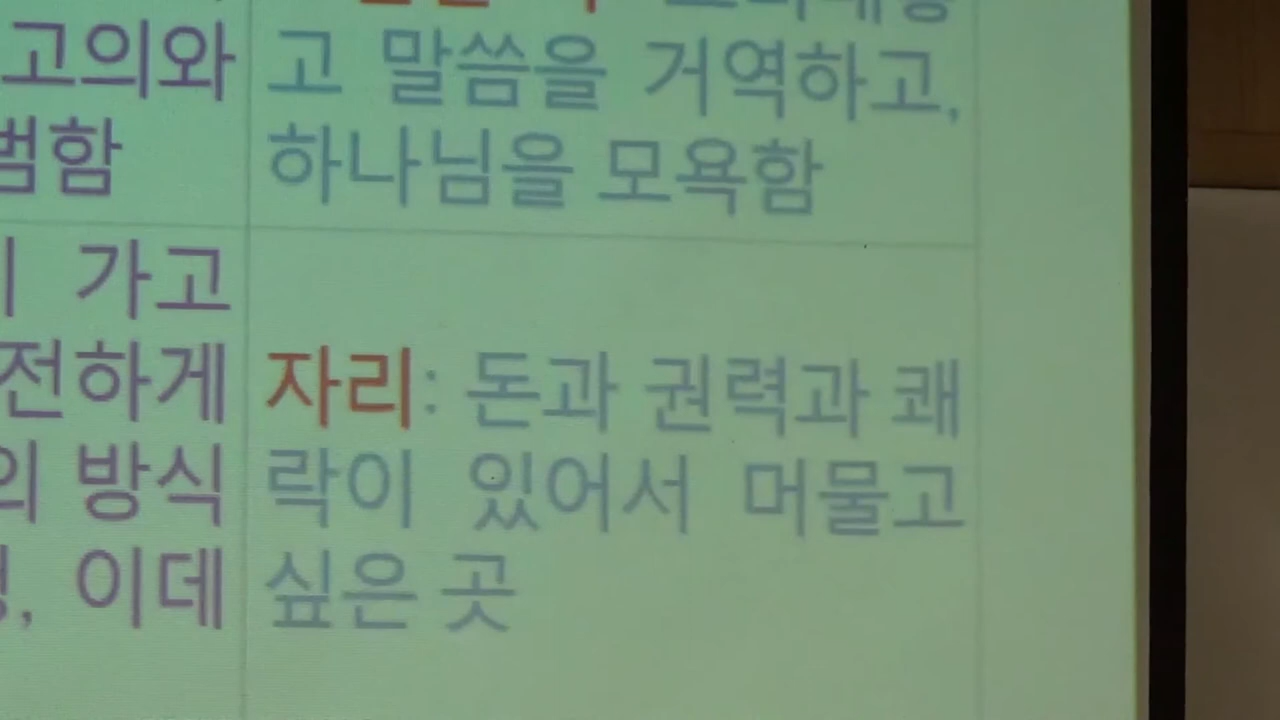 고의와
범함
고 말씀을 거역하고,
하나님을 모욕함
가고
전하게
의 방식
이데
자리: 돈과 권력과 쾌
락이 있어서 머물고
싶은 곳